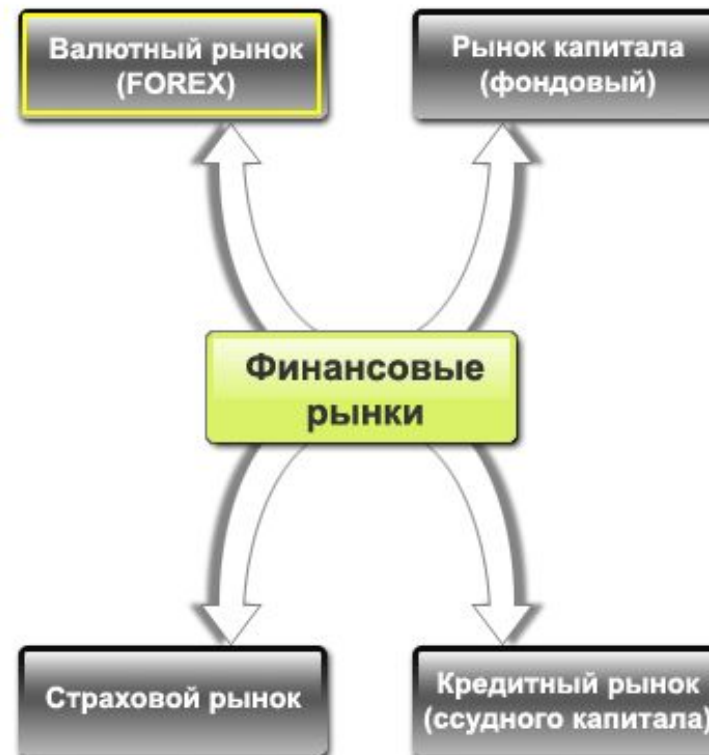 Валютный рынок
(FOREX)
Рынок капитала
(фондовый)
Финансовые
рынки
Страховой рынок
Кредитный рынок
(ссудного капитала)